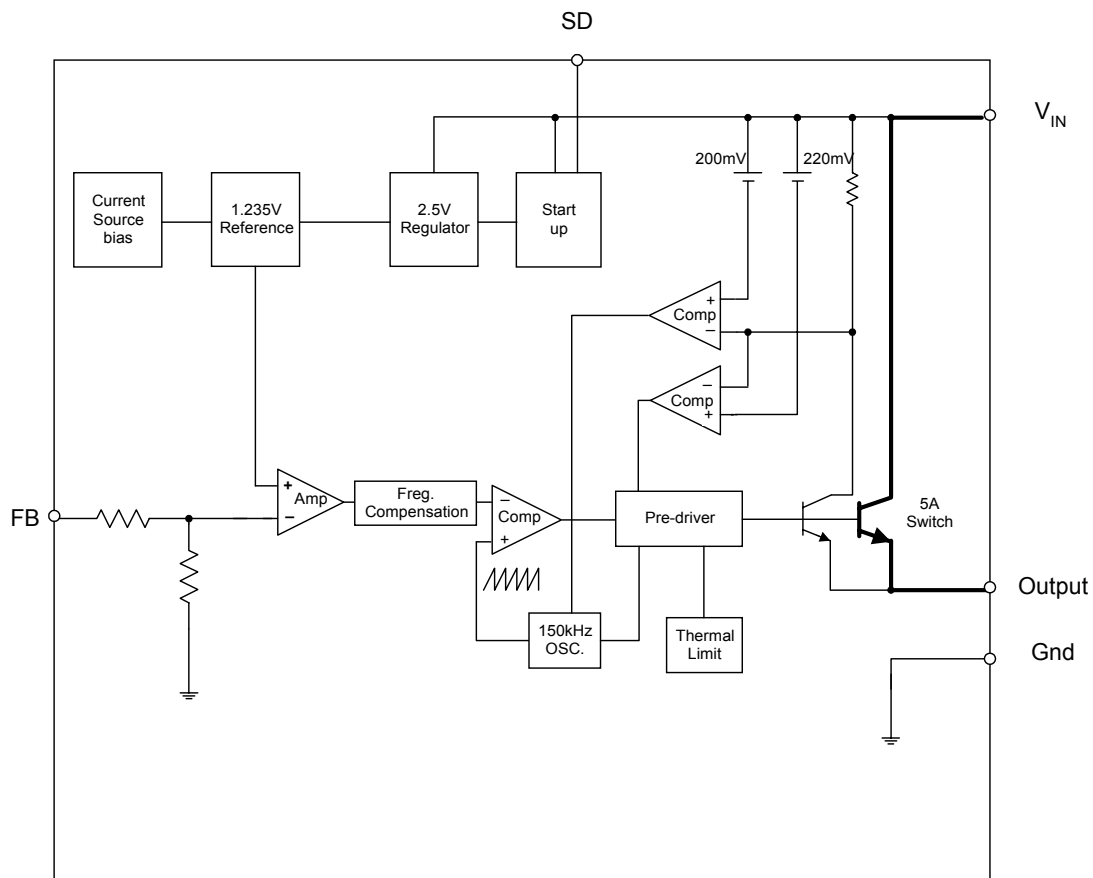 SD
V_IN
200mV
220mV
Current
Source
bias
1.235V
Reference
2.5V
Regulator
Start
up
+
Comp
−
−
Comp
+
FB
+
Amp
−
Freg.
Compensation
−
Comp
+
Pre-driver
5A
Switch
150kHz
OSC.
Thermal
Limit
Output
Gnd